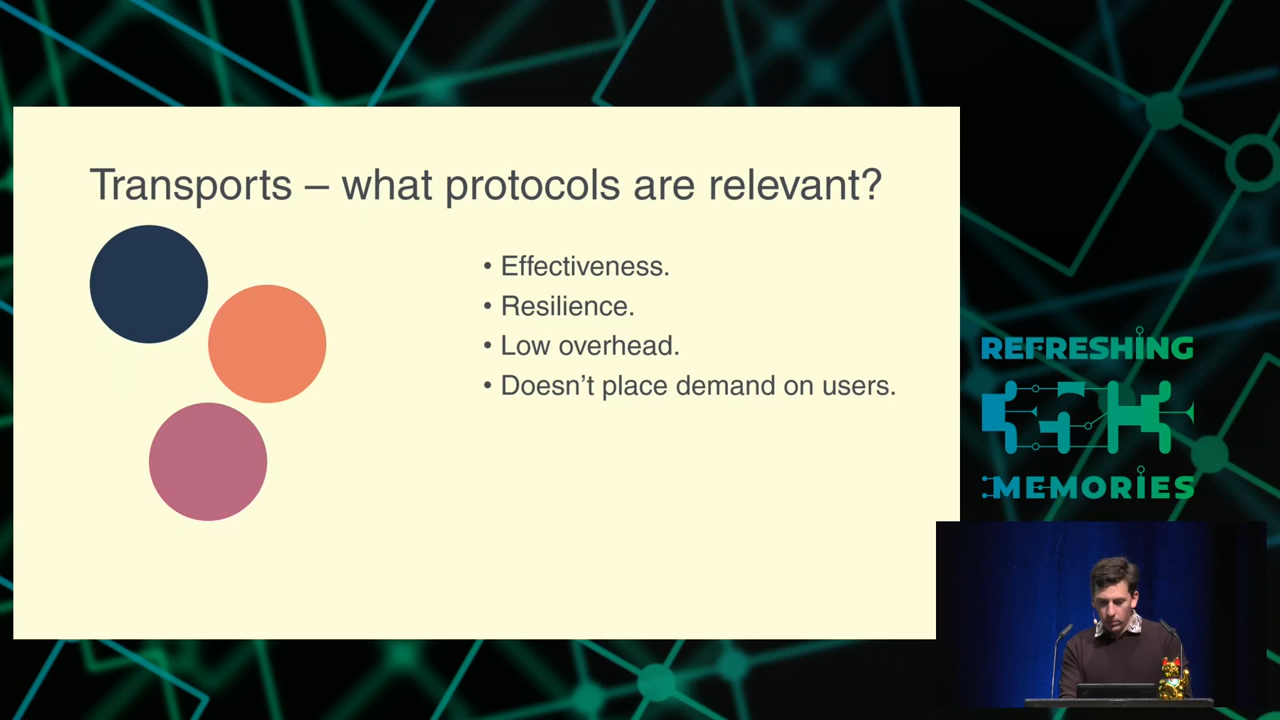 Transports – what protocols are relevant?
• Effectiveness.
• Resilience.
• Low overhead.
• Doesn’t place demand on users.
REFRESHING
MEMORIES